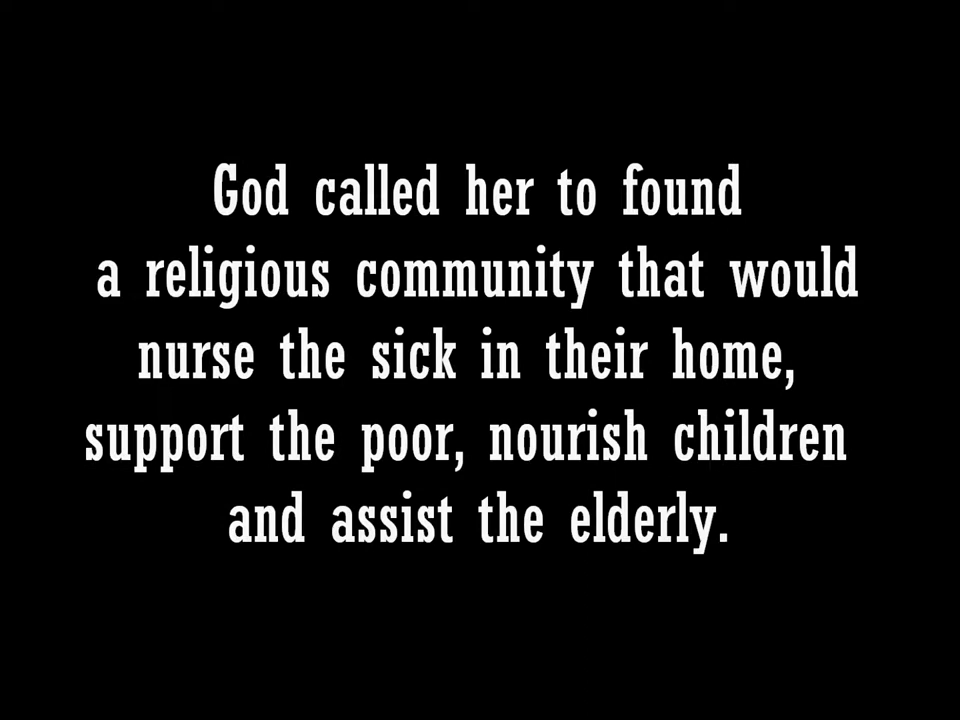 God called her to found
a religious community that would
nurse the sick in their home,
support the poor, nourish children
and assist the elderly.